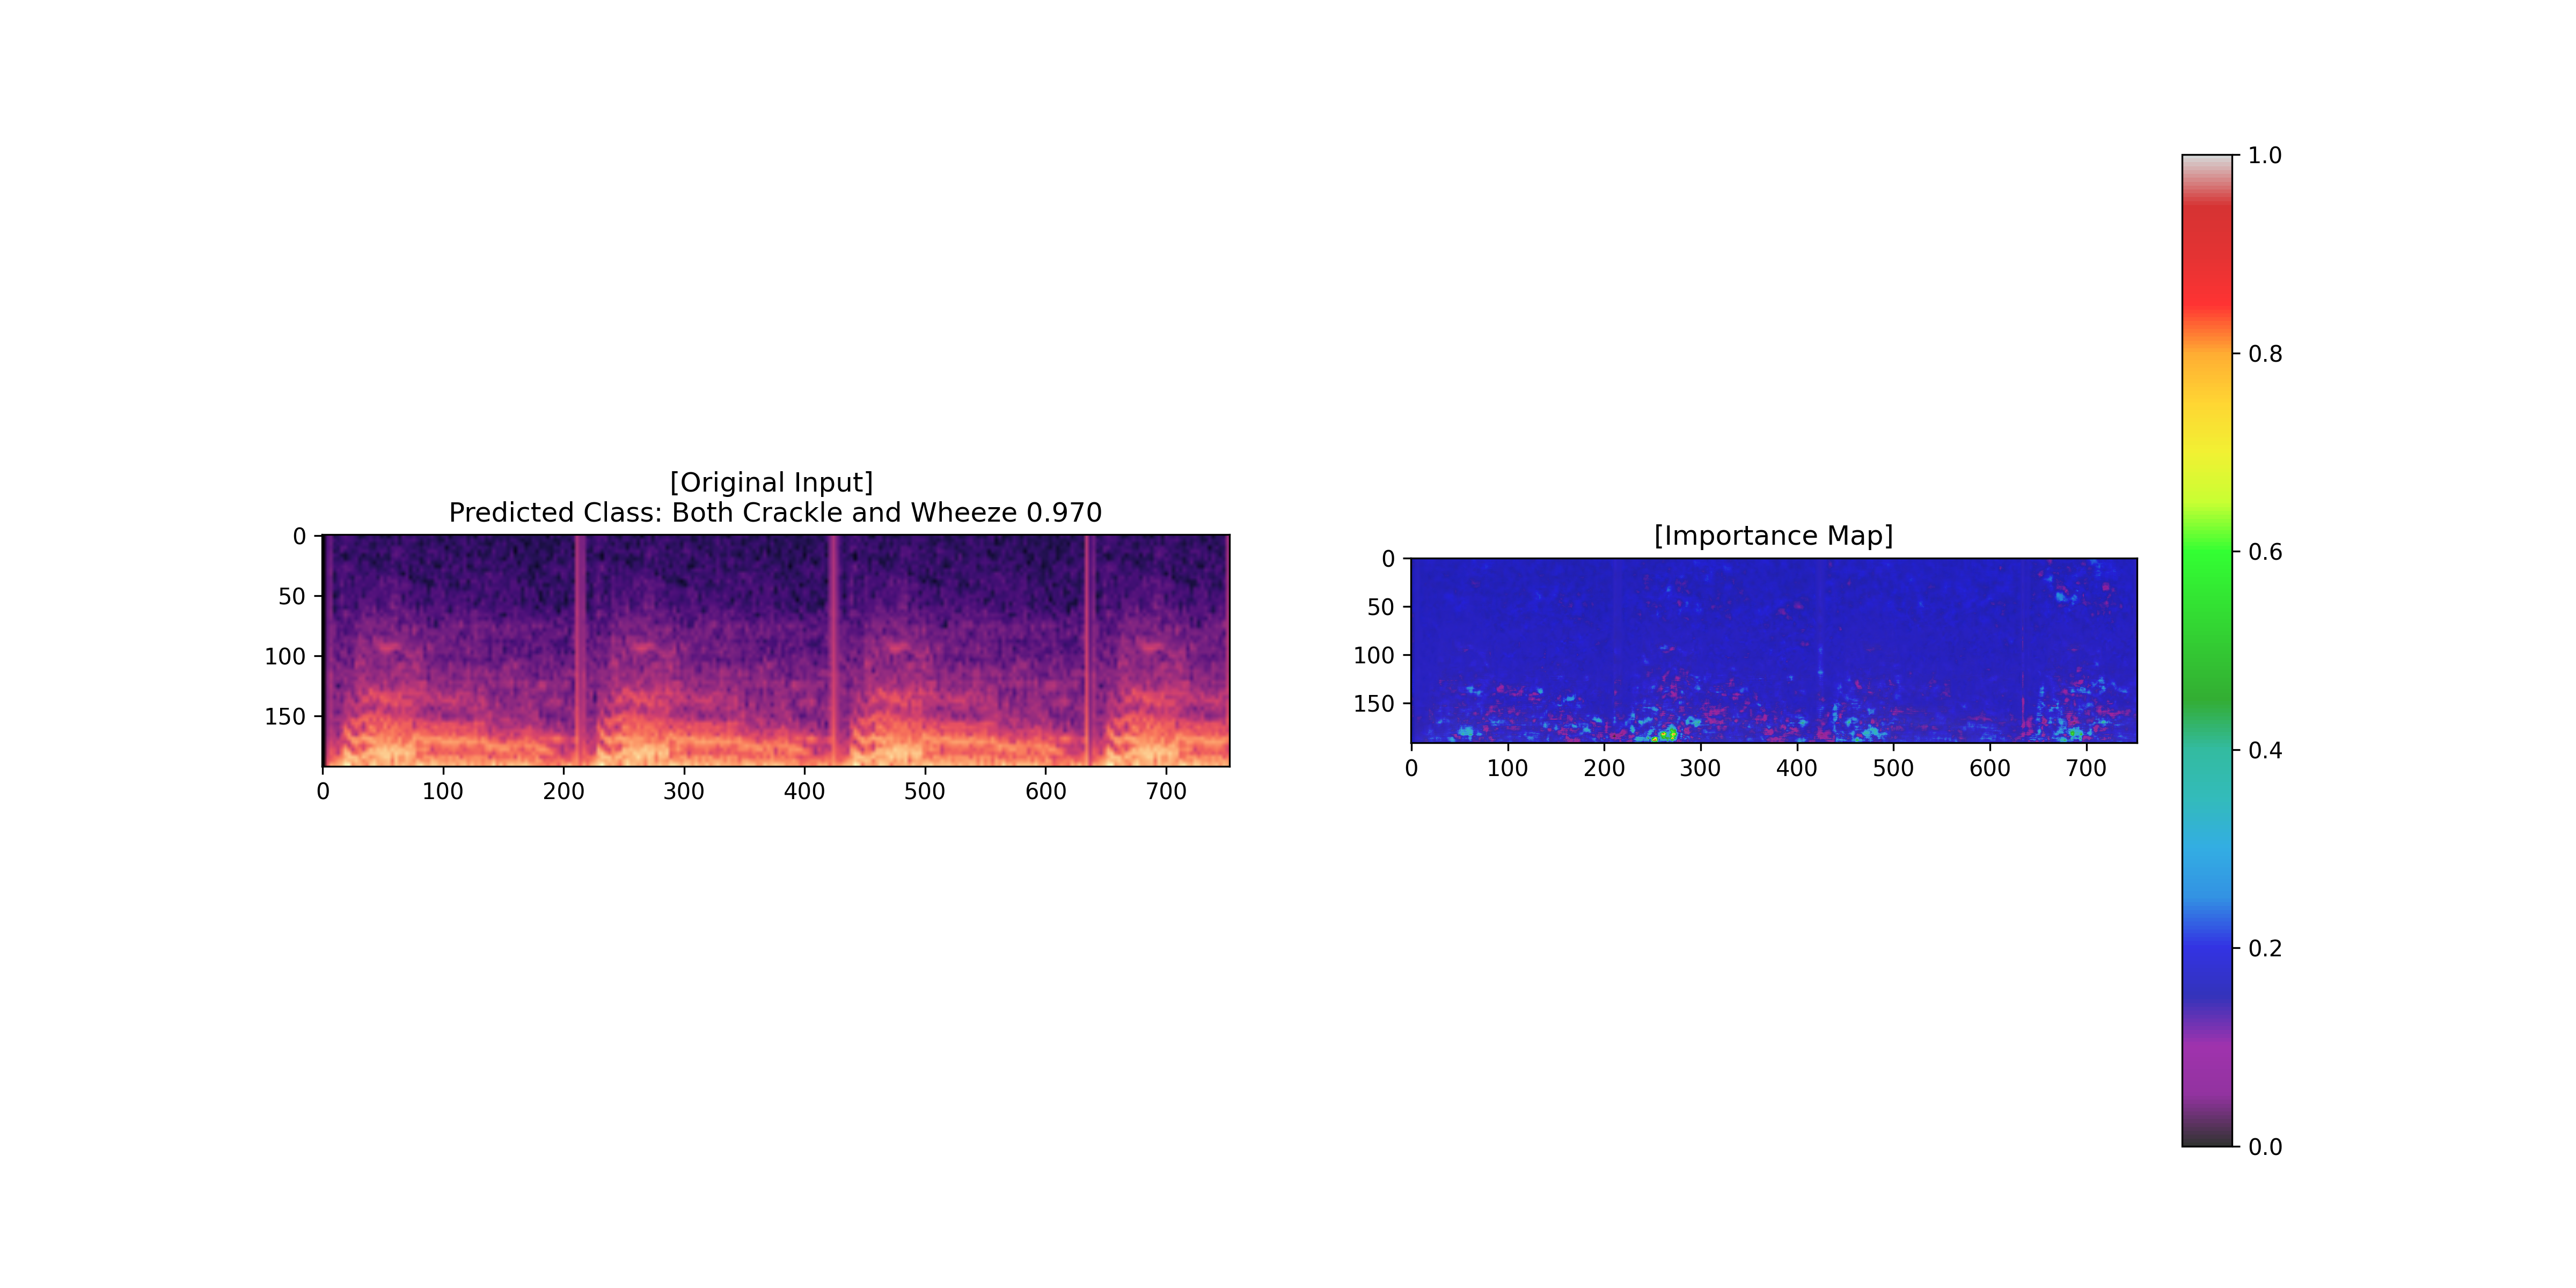 [Original Input]
Predicted Class: Both Crackle and Wheeze 0.970
0
50
100
150
0 100 200 300 400 500 600 700
[Importance Map]
0
50
100
150
0 100 200 300 400 500 600 700
1.0
0.8
0.6
0.4
0.2
0.0